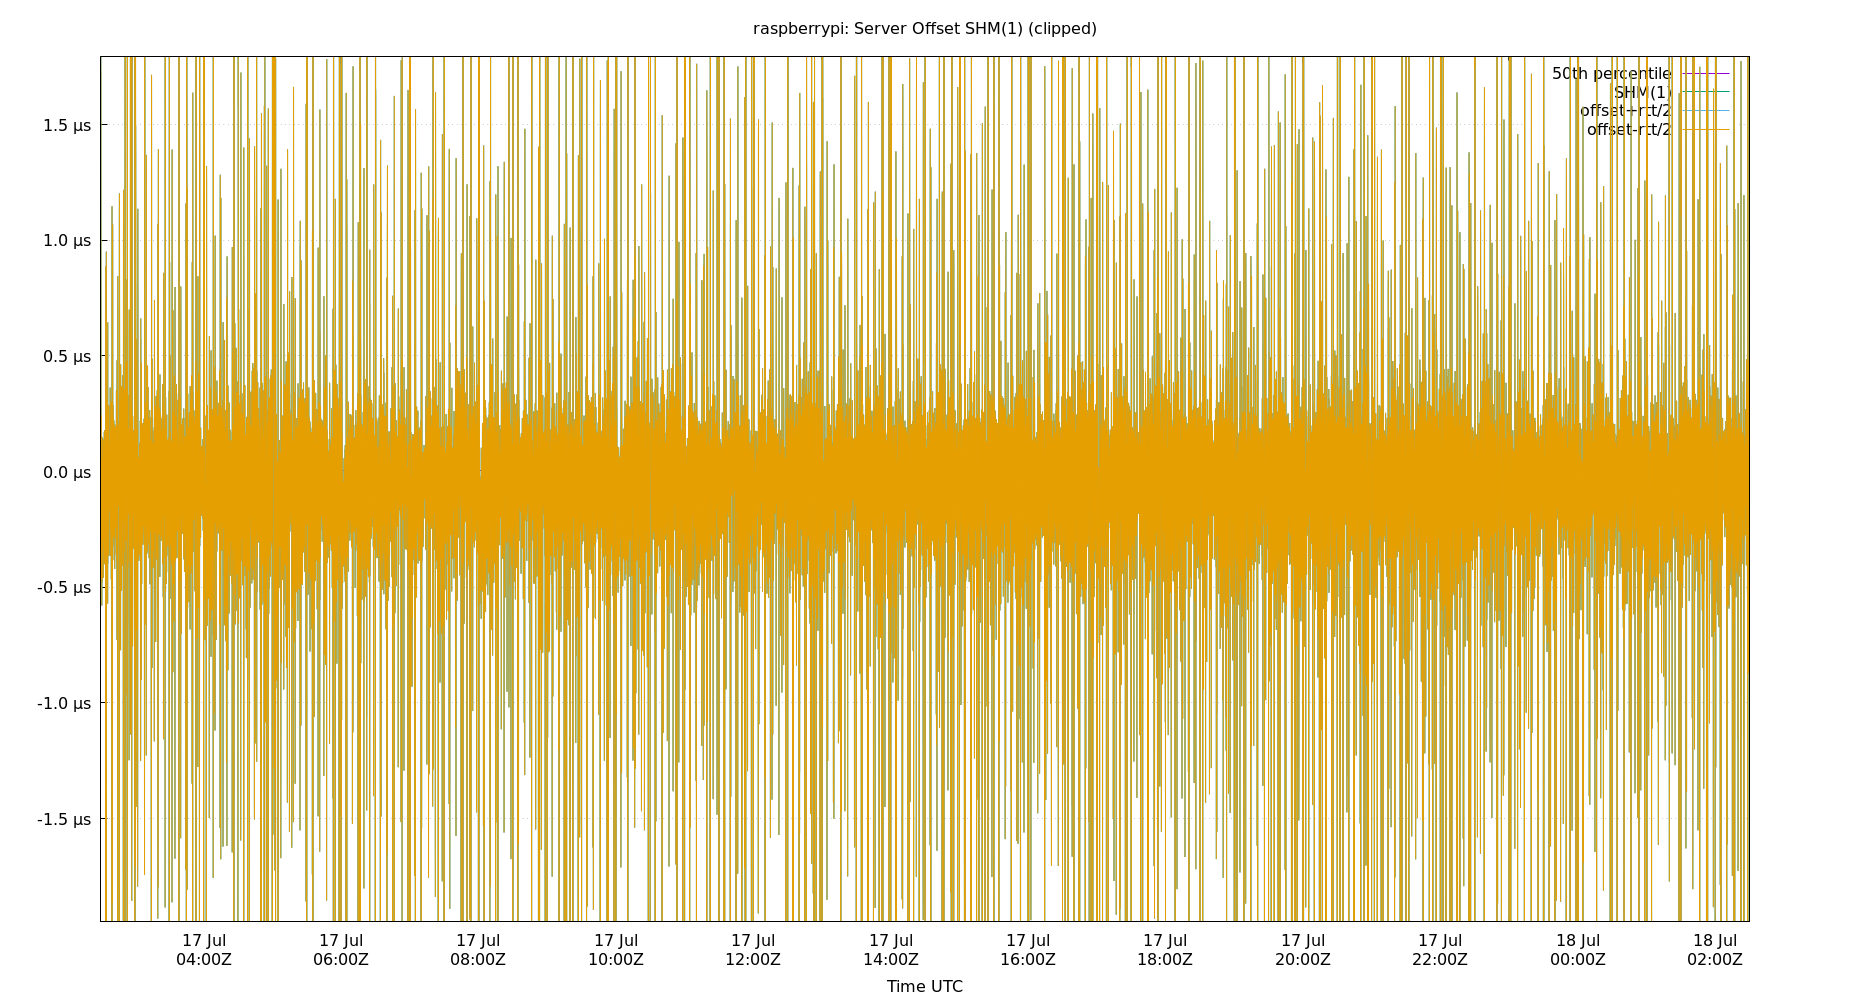 raspberrypi: Server Offset SHM(1) (clipped)
50th percentile
SHM(1)
offset+rtt/2
offset-rtt/2
1.5 µs
1.0 µs
0.5 µs
0.0 µs
-0.5 µs
-1.0 µs
-1.5 µs
17 Jul 17 Jul 17 Jul 17 Jul 17 Jul 17 Jul 17 Jul 17 Jul 17 Jul 17 Jul 18 Jul 18 Jul
04:00Z 06:00Z 08:00Z 10:00Z 12:00Z 14:00Z 16:00Z 18:00Z 20:00Z 22:00Z 00:00Z 02:00Z
Time UTC